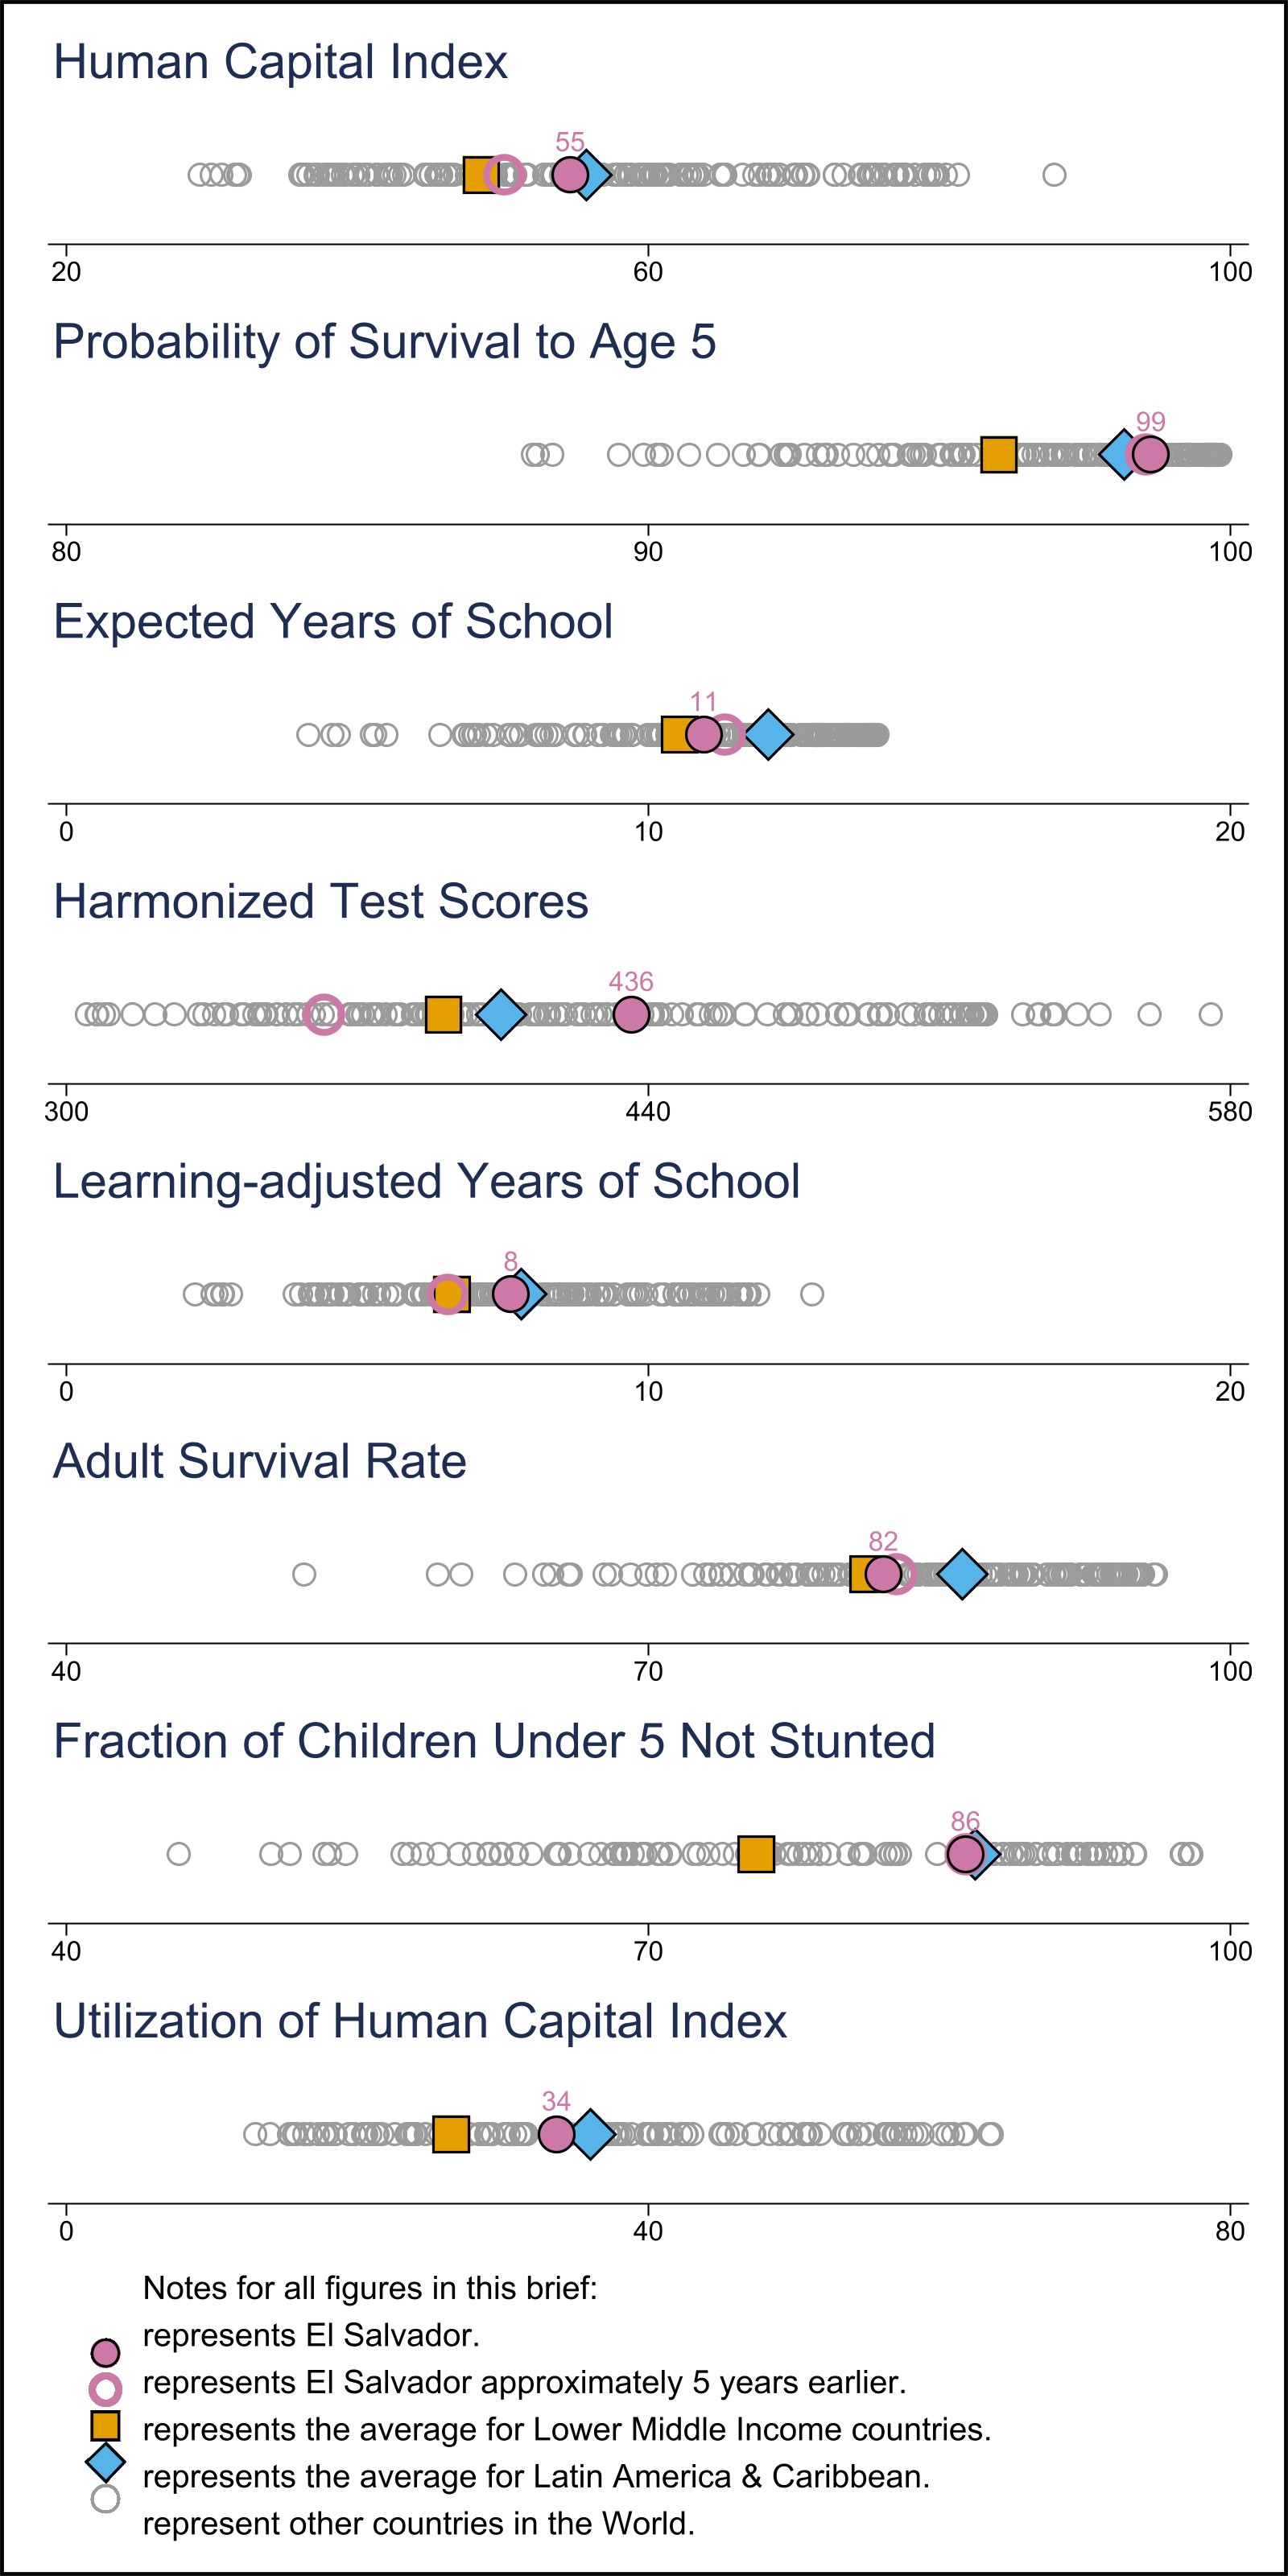 Human Capital Index
55
20 60 100
Probability of Survival to Age 5
99
80 90 100
Expected Years of School
11
0 10 20
Harmonized Test Scores
436
300 440 580
Learning-adjusted Years of School
8
0 10 20
Adult Survival Rate
82
40 70 100
Fraction of Children Under 5 Not Stunted
86
40 70 100
Utilization of Human Capital Index
34
0 40 80
Notes for all figures in this brief:
represents El Salvador.
represents El Salvador approximately 5 years earlier.
represents the average for Lower Middle Income countries.
represents the average for Latin America & Caribbean.
represent other countries in the World.